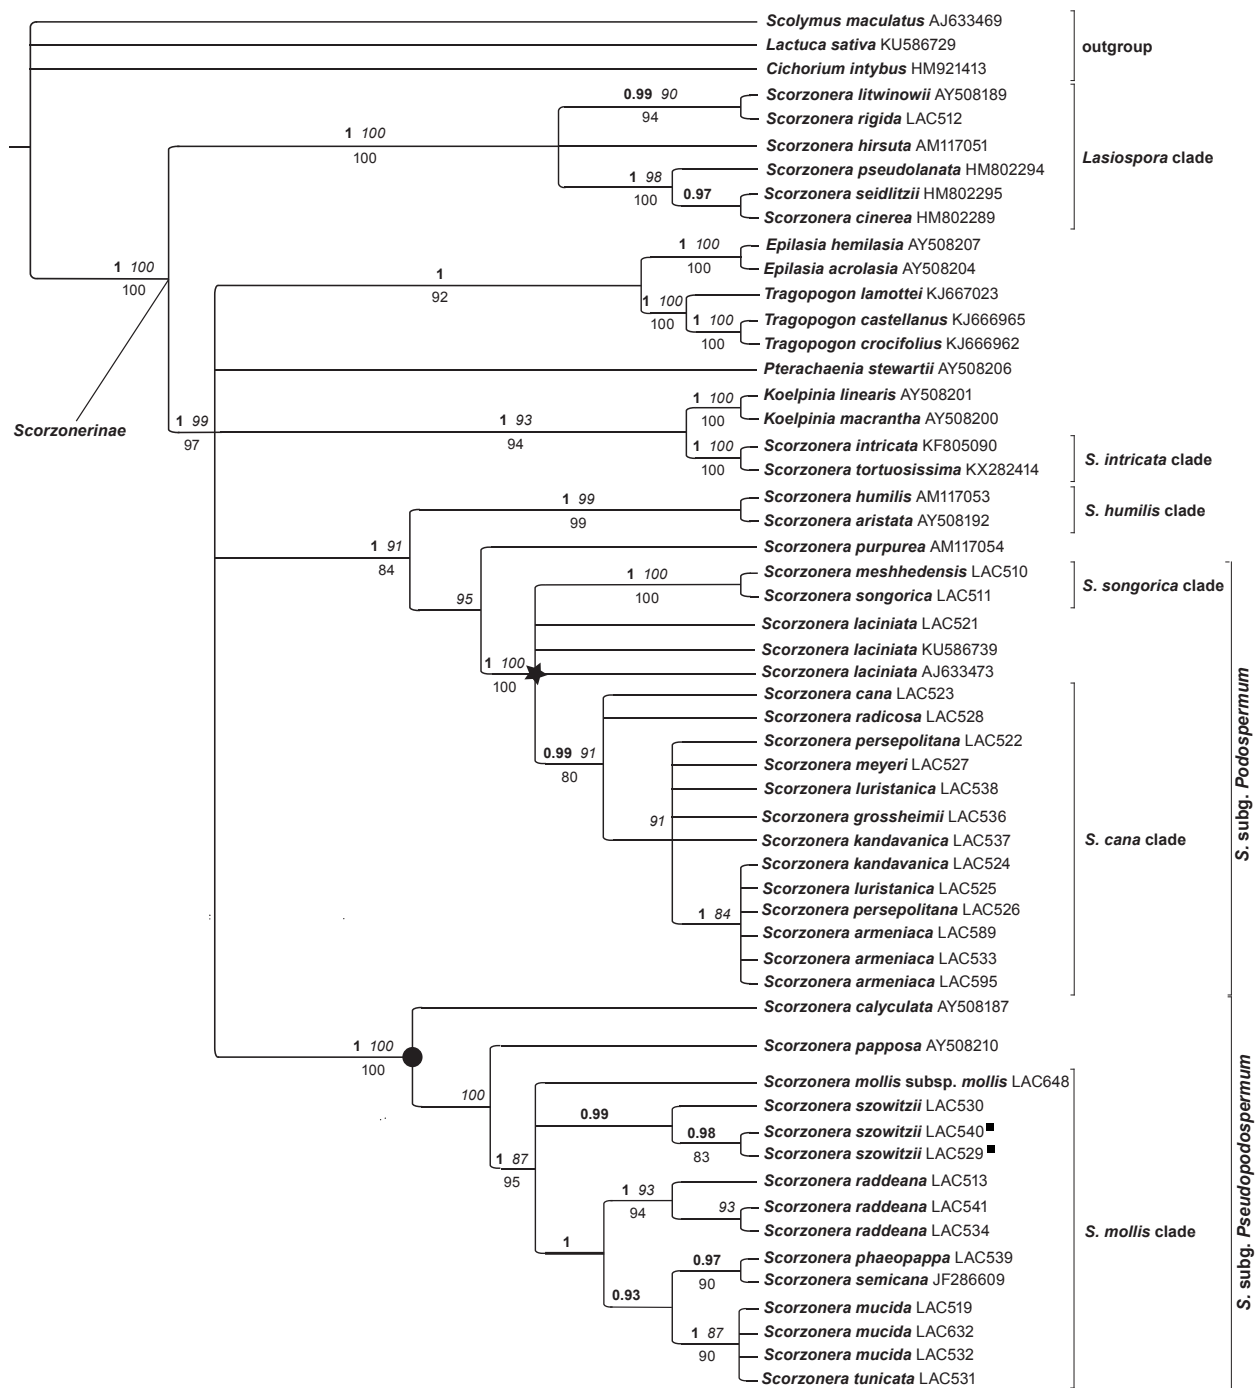 Scolymus maculatus AJ633469
Lactuca sativa KU586729
outgroup
Cichorium intybus HM921413
0.99 90
Scorzonera litwinowii AY508189
94
Scorzonera rigida LAC512
1 100
100
Scorzonera hirsuta AM117051
Lasiospora clade
1 98
100
Scorzonera pseudolanata HM802294
0.97
Scorzonera seidlitzii HM802295
Scorzonera cinerea HM802289
1 100
100
Epilasia hemilasia AY508207
Epilasia acrolasia AY508204
1 100
100
1
92
1 100
100
Tragopogon lamottei KJ667023
1 100
100
Tragopogon castellanus KJ666965
Tragopogon crocifolius KJ666962
Pterachaenia stewartii AY508206
Scorzonerinae
1 99
97
1 93
94
1 100
100
Koelpinia linearis AY508201
Koelpinia macrantha AY508200
1 100
100
Scorzonera intricata KF805090
Scorzonera tortuosissima KX282414
S. intricata clade
1 99
99
Scorzonera humilis AM117053
Scorzonera aristata AY508192
S. humilis clade
1 91
84
Scorzonera purpurea AM117054
95
1 100
100
Scorzonera meshhedensis LAC510
Scorzonera songorica LAC511
S. songorica clade
Scorzonera laciniata LAC521
Scorzonera laciniata KU586739
1 100
100
Scorzonera laciniata AJ633473
Scorzonera cana LAC523
Scorzonera radicosa LAC528
0.99 91
80
Scorzonera persepolitana LAC522
Scorzonera meyeri LAC527
Scorzonera luristanica LAC538
91
Scorzonera grossheimii LAC536
Scorzonera kandavanica LAC537
S. cana clade
S. subg. Podospermum
Scorzonera kandavanica LAC524
Scorzonera luristanica LAC525
1 84
Scorzonera persepolitana LAC526
Scorzonera armeniaca LAC589
Scorzonera armeniaca LAC533
Scorzonera armeniaca LAC595
Scorzonera calyculata AY508187
1 100
100
Scorzonera papposa AY508210
100
Scorzonera mollis subsp. mollis LAC648
0.99
Scorzonera szowitzii LAC530
0.98
83
Scorzonera szowitzii LAC540
Scorzonera szowitzii LAC529
1 87
95
1 93
94
Scorzonera raddeana LAC513
93
Scorzonera raddeana LAC541
Scorzonera raddeana LAC534
S. mollis clade
S. subg. Pseudopodospermum
1
0.97
90
Scorzonera phaeopappa LAC539
Scorzonera semicana JF286609
0.93
Scorzonera mucida LAC519
1 87
90
Scorzonera mucida LAC632
Scorzonera mucida LAC532
Scorzonera tunicata LAC531